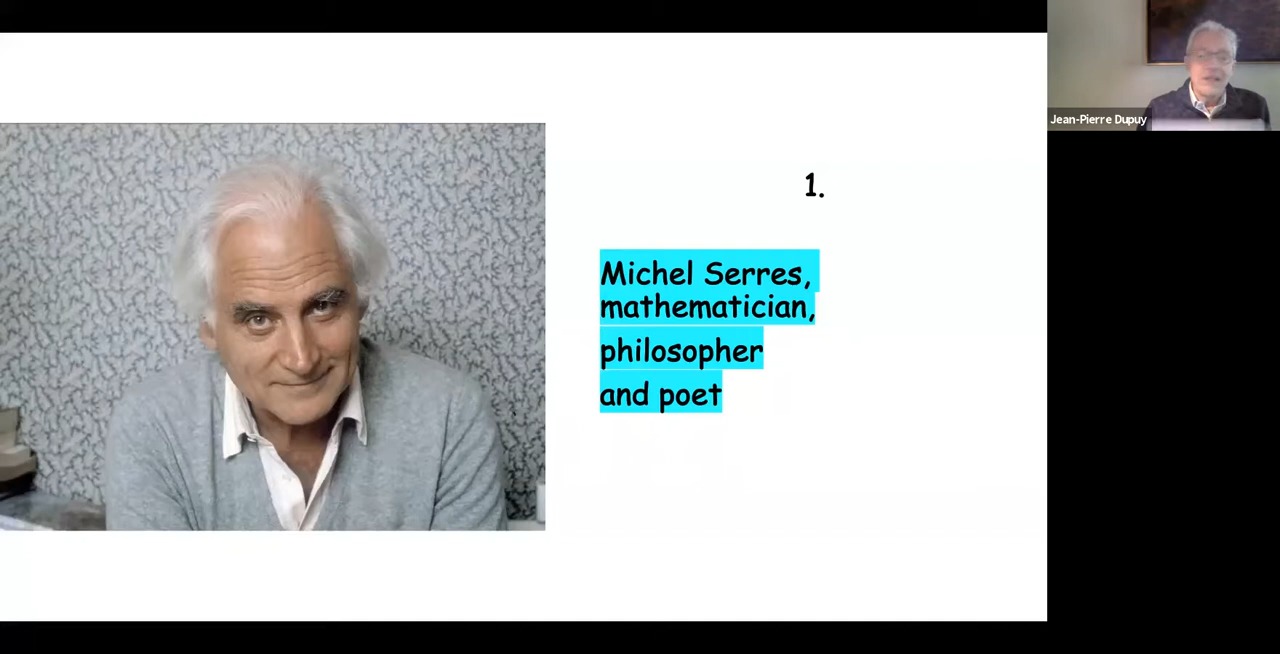 1.
Michel Serres,
mathematician,
philosopher
and poet
Jean-Pierre Dupuy